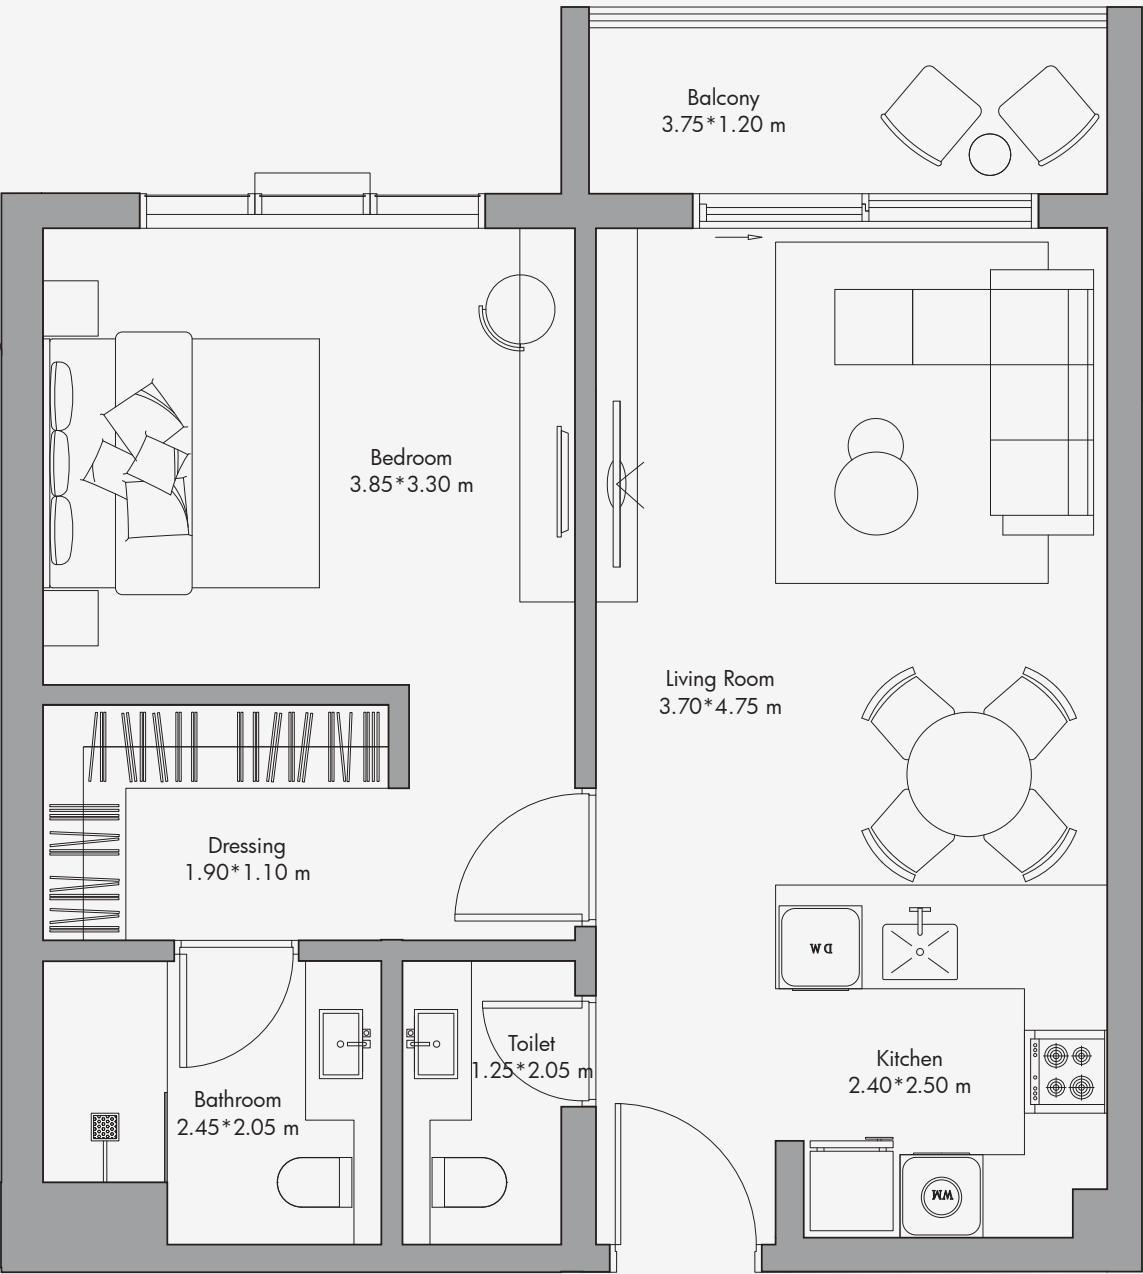 Balcony
3.75*1.20 m
Bedroom
3.85*3.30 m
Living Room
3.70*4.75 m
Dressing
1.90*1.10 m
DW
Toilet
1.25*2.05 m
Kitchen
2.40*2.50 m
Bathroom
2.45*2.05 m
WM